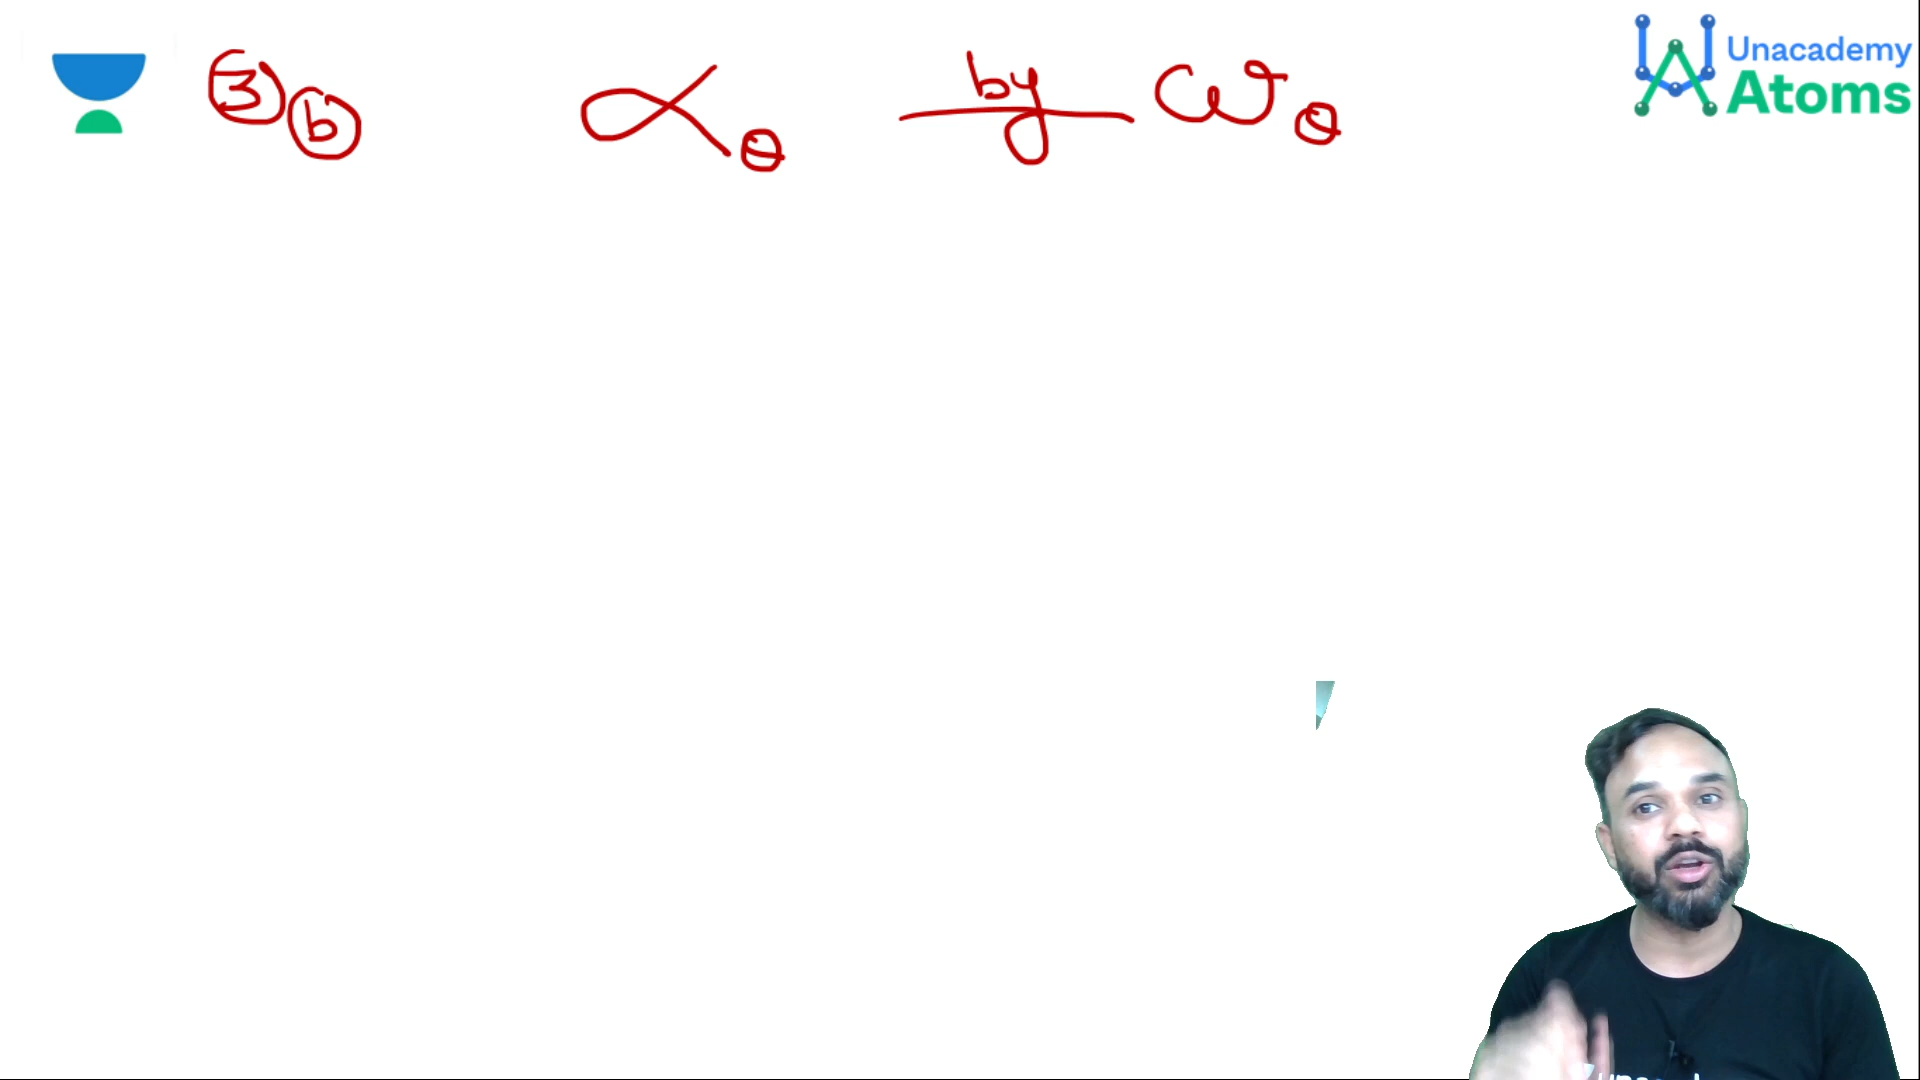 3 b α_θ by ω_θ
Unacademy
Atoms